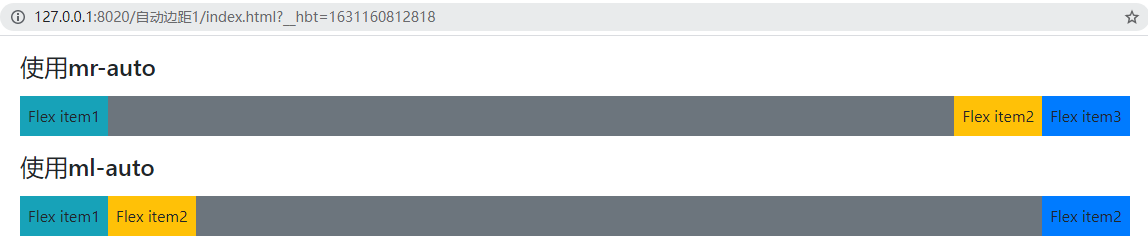 127.0.0.1:8020/自动边距1/index.html?__hbt=1631160812818
使用mr-auto
Flex item1 Flex item2 Flex item3
使用ml-auto
Flex item1 Flex item2 Flex item2